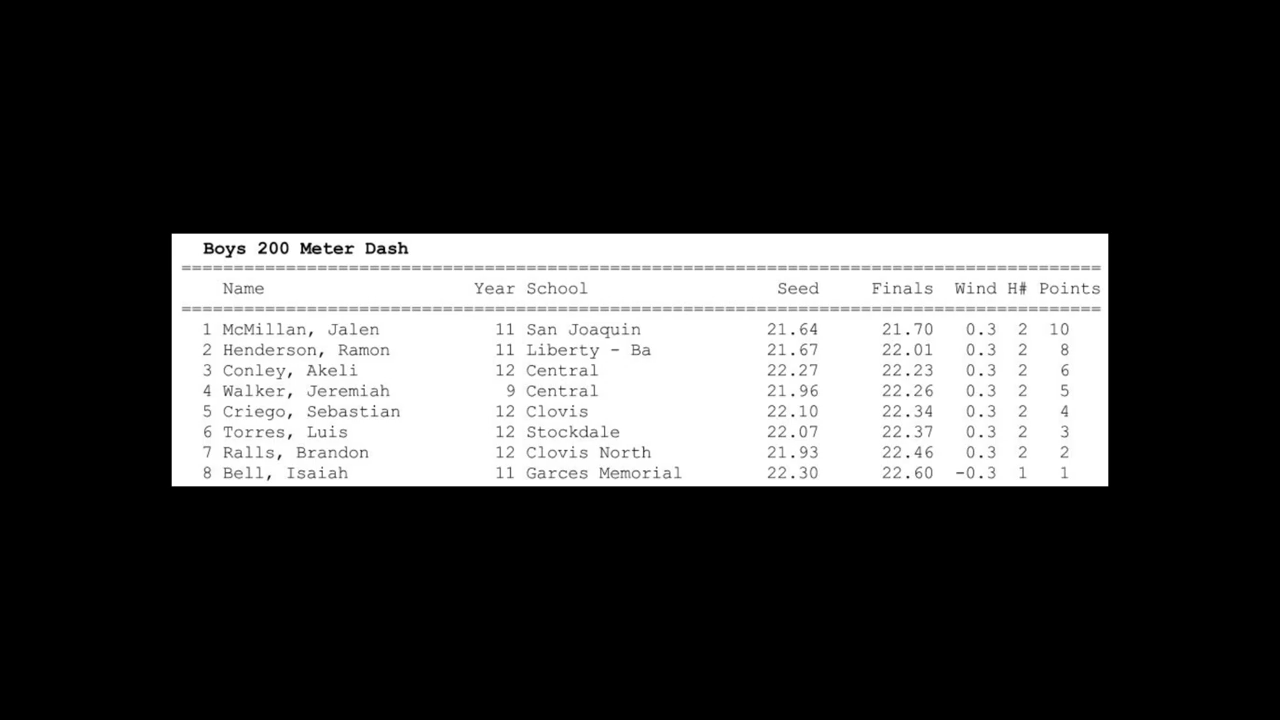 Boys 200 Meter Dash
========================================================================================
Name Year School Seed Finals Wind H# Points
========================================================================================
1 McMillan, Jalen 11 San Joaquin 21.64 21.70 0.3 2 10
2 Henderson, Ramon 11 Liberty - Ba 21.67 22.01 0.3 2 8
3 Conley, Akeli 12 Central 22.27 22.23 0.3 2 6
4 Walker, Jeremiah 9 Central 21.96 22.26 0.3 2 5
5 Criego, Sebastian 12 Clovis 22.10 22.34 0.3 2 4
6 Torres, Luis 12 Stockdale 22.07 22.37 0.3 2 3
7 Ralls, Brandon 12 Clovis North 21.93 22.46 0.3 2 2
8 Bell, Isaiah 11 Garces Memorial 22.30 22.60 -0.3 1 1